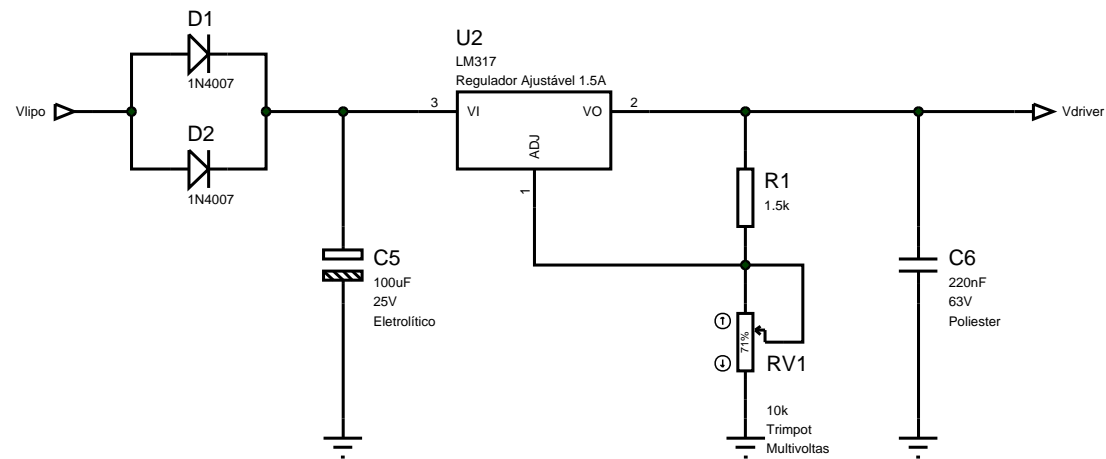 D1
1N4007
Vlipo
D2
1N4007
C5
100uF
25V
Eletrolítico
U2
LM317
Regulador Ajustável 1.5A
3
VI
VO
2
ADJ
1
R1
1.5k
71%
RV1
10k
Trimpot
Multivoltas
C6
220nF
63V
Poliester
Vdriver